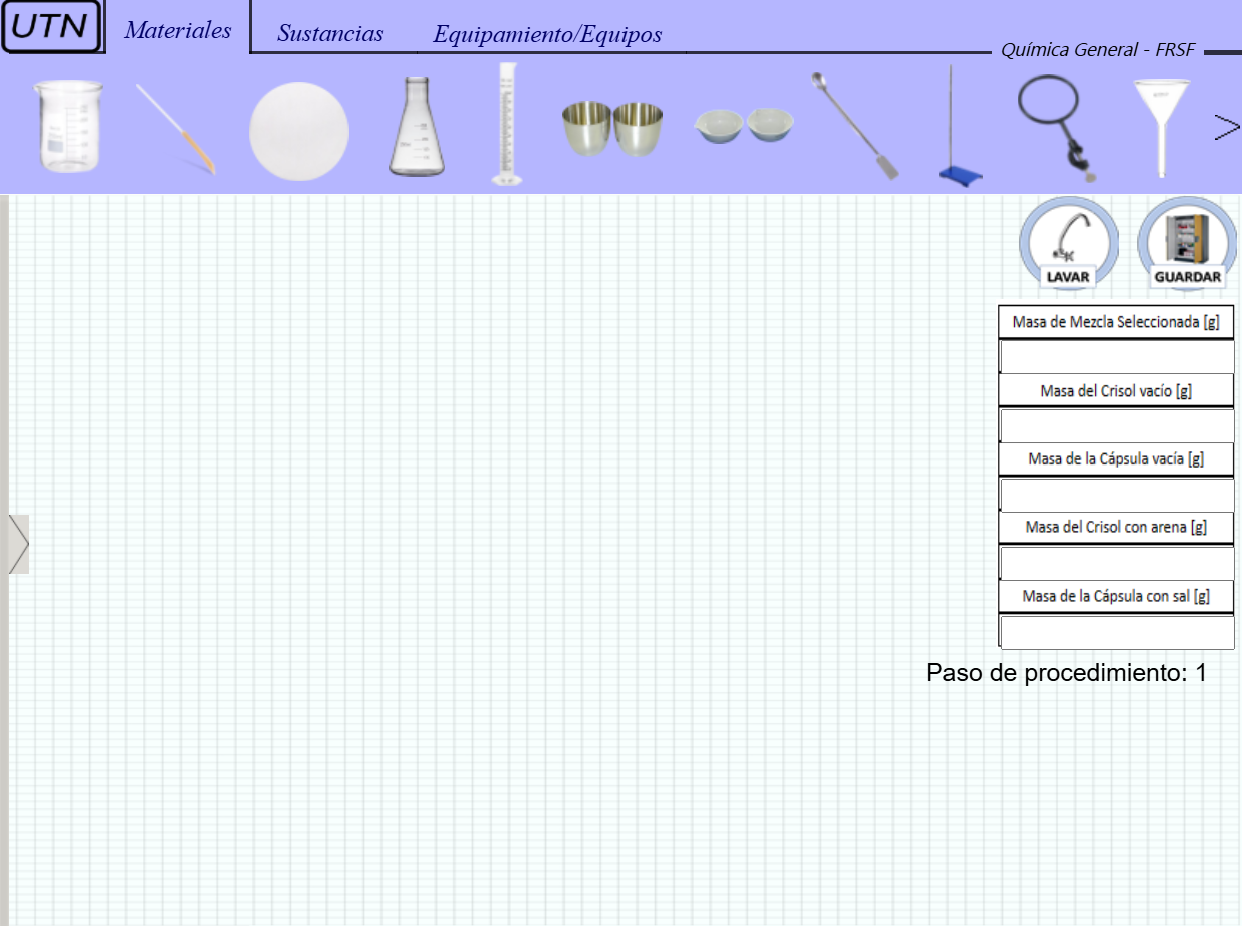 UTN
Materiales
Sustancias
Equipamiento/Equipos
Química General - FRSF
>
LAVAR
GUARDAR
Masa de Mezcla Seleccionada [g]
Masa del Crisol vacío [g]
Masa de la Cápsula vacía [g]
Masa del Crisol con arena [g]
Masa de la Cápsula con sal [g]
Paso de procedimiento: 1